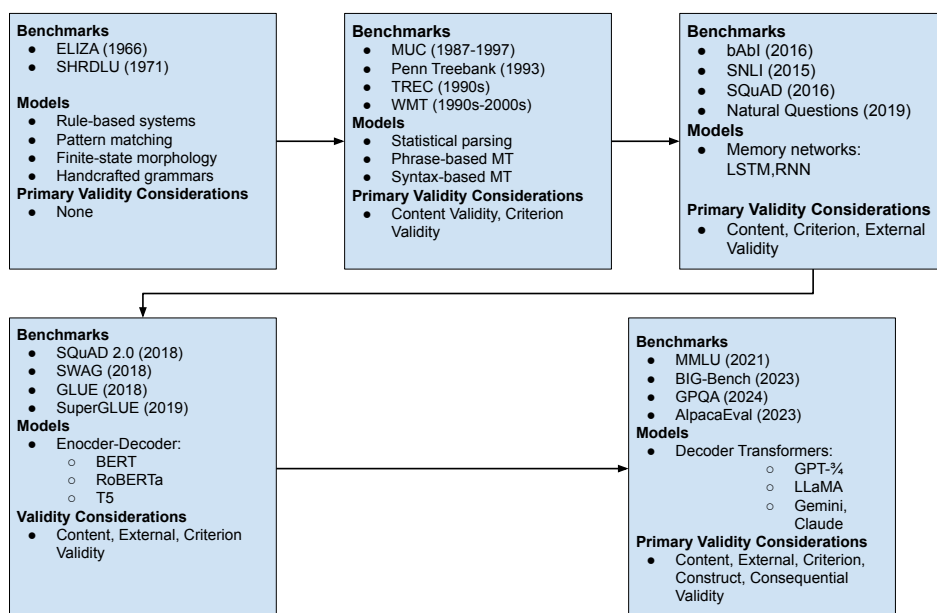 Benchmarks
● ELIZA (1966)
● SHRDLU (1971)
Models
● Rule-based systems
● Pattern matching
● Finite-state morphology
● Handcrafted grammars
Primary Validity Considerations
● None
Benchmarks
● MUC (1987-1997)
● Penn Treebank (1993)
● TREC (1990s)
● WMT (1990s-2000s)
Models
● Statistical parsing
● Phrase-based MT
● Syntax-based MT
Primary Validity Considerations
● Content Validity, Criterion
Validity
Benchmarks
● bAbI (2016)
● SNLI (2015)
● SQuAD (2016)
● Natural Questions (2019)
Models
● Memory networks:
LSTM,RNN
Primary Validity Considerations
● Content, Criterion, External
Validity
Benchmarks
● SQuAD 2.0 (2018)
● SWAG (2018)
● GLUE (2018)
● SuperGLUE (2019)
Models
● Enocder-Decoder:
○ BERT
○ RoBERTa
○ T5
Validity Considerations
● Content, External, Criterion
Validity
Benchmarks
● MMLU (2021)
● BIG-Bench (2023)
● GPQA (2024)
● AlpacaEval (2023)
Models
● Decoder Transformers:
○ GPT-¾
○ LLaMA
○ Gemini,
Claude
Primary Validity Considerations
● Content, External, Criterion,
Construct, Consequential
Validity